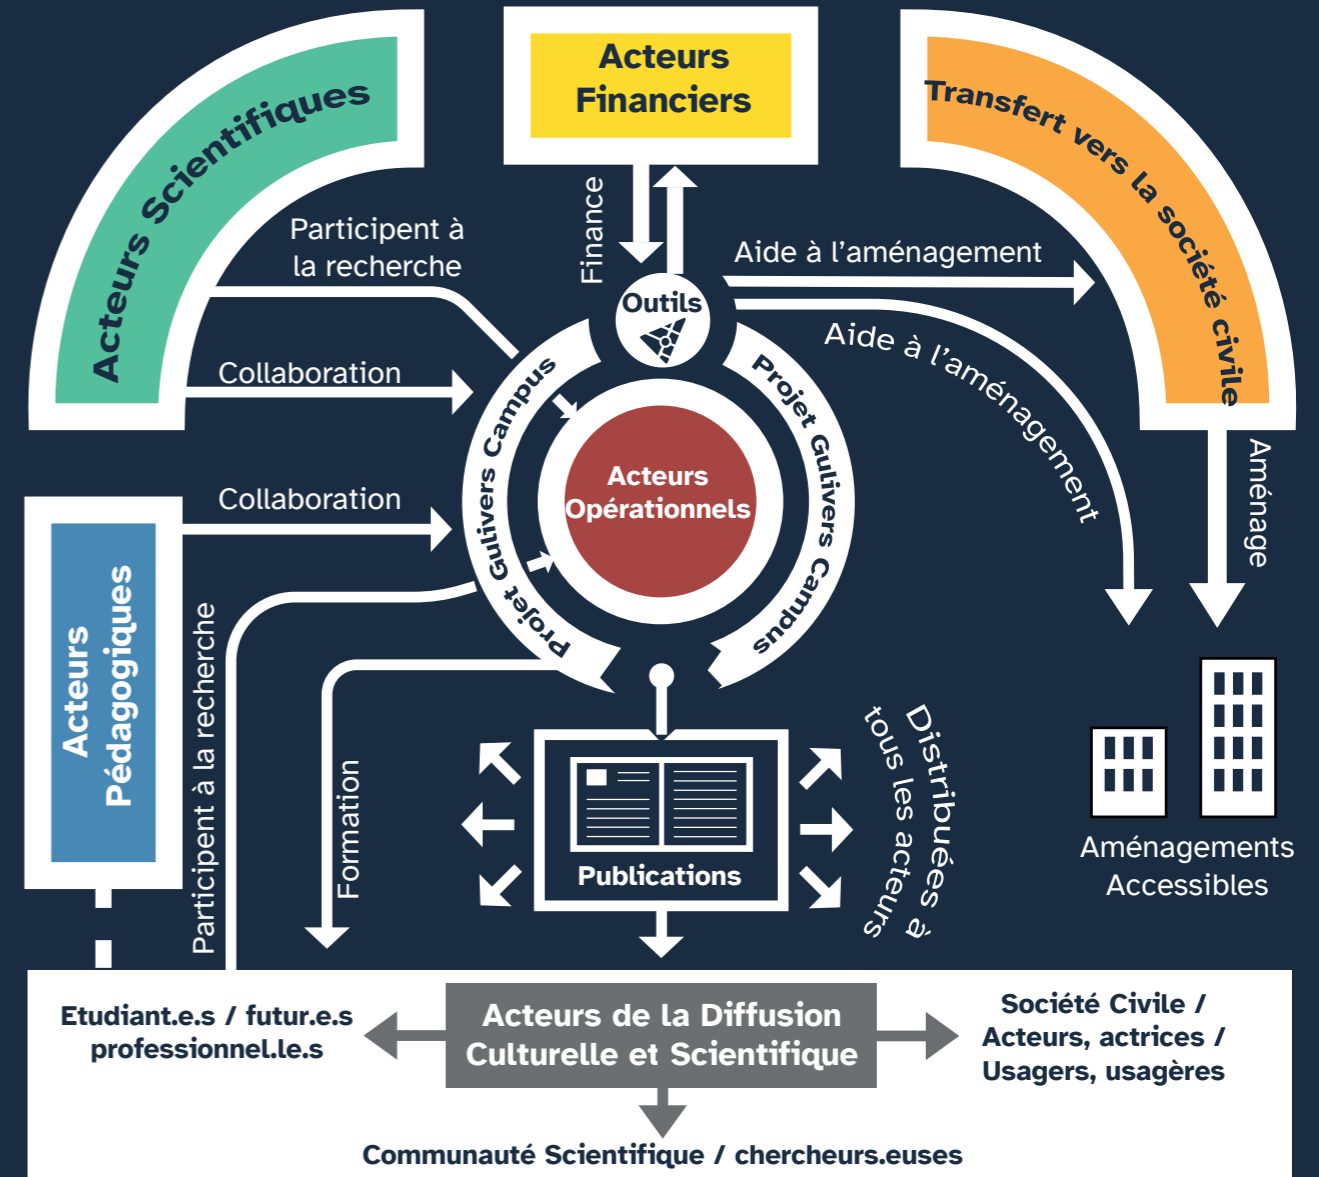 Acteurs Scientifiques
Acteurs
Financiers
Transfert vers la société civile
Participent à
la recherche
Finance
Aide à l'aménagement
Outils
Aide à l'aménagement
Collaboration
Projet Gulivers Campus
Projet Gulivers Campus
Acteurs
Opérationnels
Aménage
Collaboration
Acteurs
Pédagogiques
Participent à la recherche
Formation
Publications
Distribuées à
tous les acteurs
Aménagements
Accessibles
Etudiant.e.s / futur.e.s
professionnel.le.s
Acteurs de la Diffusion
Culturelle et Scientifique
Société Civile /
Acteurs, actrices /
Usagers, usagères
Communauté Scientifique / chercheurs.euses